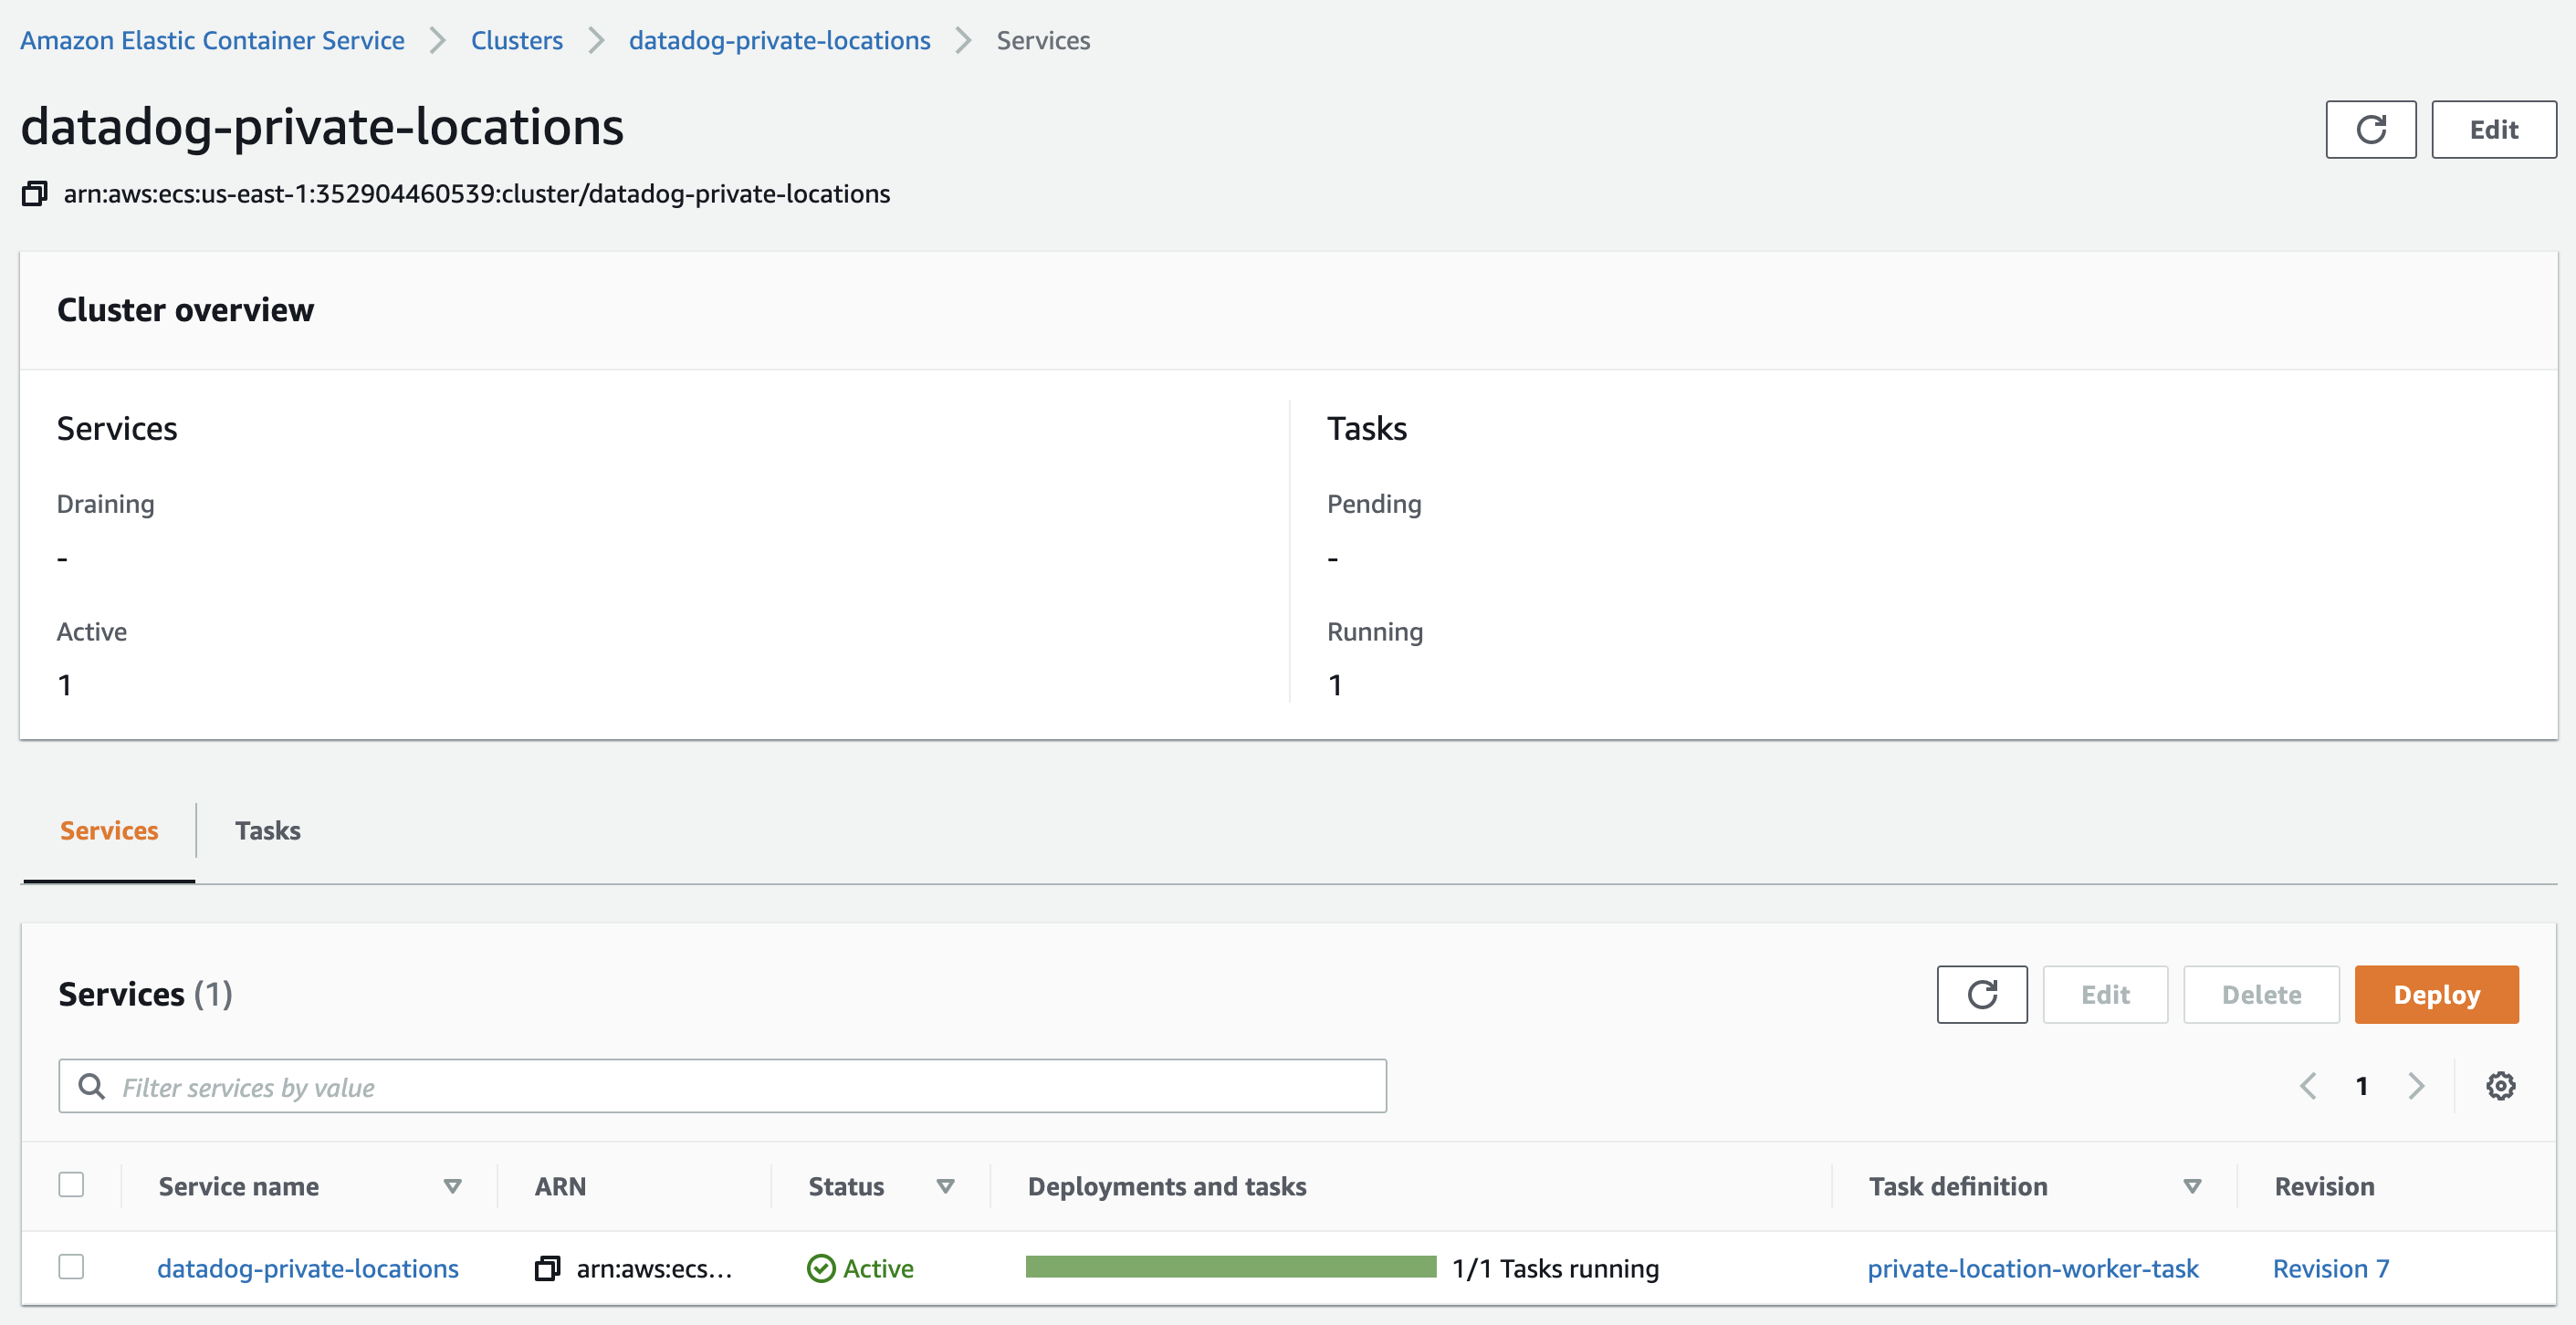 Amazon Elastic Container Service > Clusters > datadog-private-locations > Services
datadog-private-locations
Edit
arn:aws:ecs:us-east-1:352904460539:cluster/datadog-private-locations
Cluster overview
Services
Draining
-
Active
1
Tasks
Pending
-
Running
1
Services
Tasks
Services (1)
Edit
Delete
Deploy
Filter services by value
1
Service name
ARN
Status
Deployments and tasks
Task definition
Revision
datadog-private-locations
arn:aws:ecs...
Active
1/1 Tasks running
private-location-worker-task
Revision 7